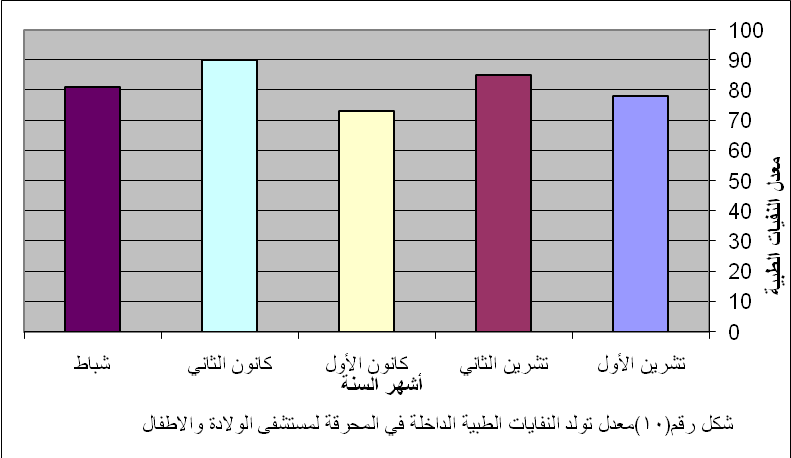 100
90
80
70
60
50
40
30
20
10
0
معدل النفيات الطبية
تشرين الأول
تشرين الثاني
كانون الأول
كانون الثاني
شباط
أشهر السنة
شكل رقم(١٠)معدل تولد النفايات الطبية الداخلة في المحرقة لمستشفى الولادة والاطفال